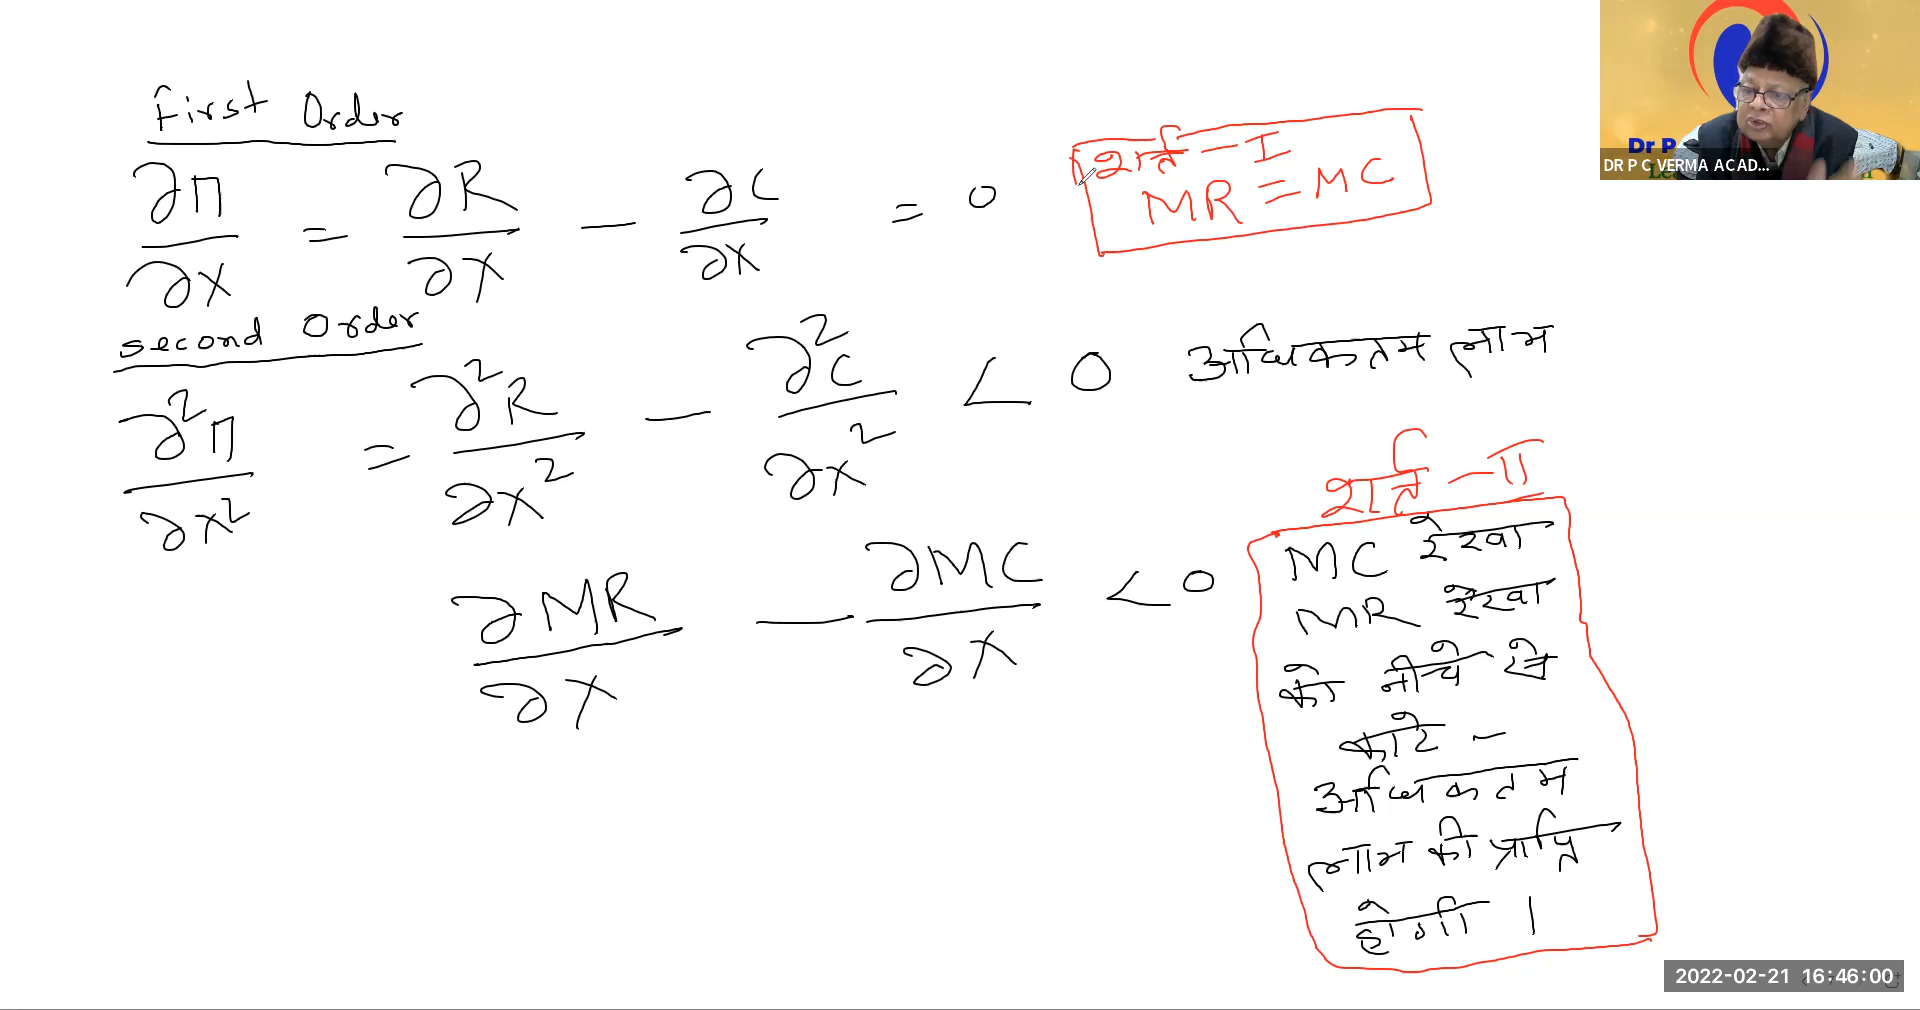 First Order
∂π/∂x = ∂R/∂x - ∂C/∂x = 0
शर्त - I
MR = MC
Second Order
∂²π/∂x² = ∂²R/∂x² - ∂²C/∂x² < 0 अधिकतम लाभ
∂MR/∂x - ∂MC/∂x < 0
शर्त - II
MC रेखा
MR रेखा
को नीचे से
काटे -
अधिकतम
लाभ की प्राप्ति
होगी ।
Dr P
DR P C VERMA ACAD...
2022-02-21 16:46:00